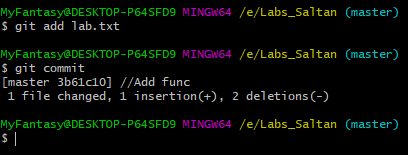 MyFantasy@DESKTOP-P64SFD9 MINGW64 /e/Labs_Saltan (master)
$ git add lab.txt
MyFantasy@DESKTOP-P64SFD9 MINGW64 /e/Labs_Saltan (master)
$ git commit
[master 3b61c10] //Add func
 1 file changed, 1 insertion(+), 2 deletions(-)
MyFantasy@DESKTOP-P64SFD9 MINGW64 /e/Labs_Saltan (master)
$